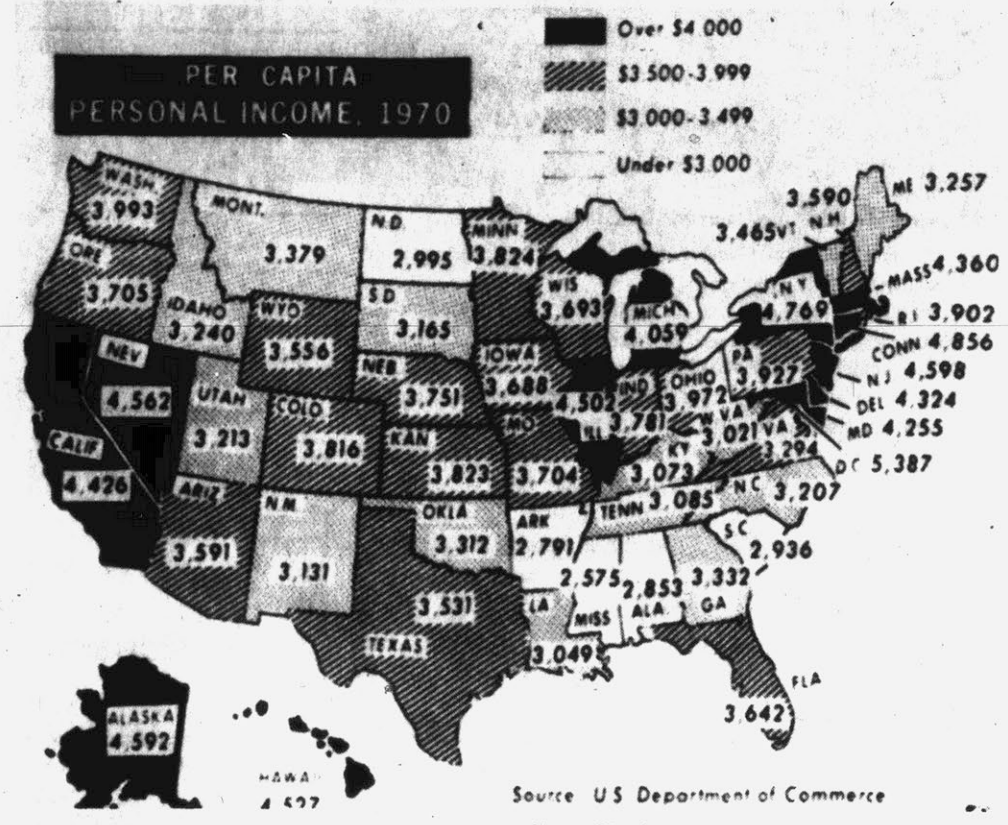 PER CAPITA
PERSONAL INCOME, 1970
Over $4 000
$3 500-3 999
$3 000-3 499
Under $3 000
WASH.
3,993
ORE
3,705
MONT.
3,379
IDAHO
3,240
WYO
3,556
N.D.
2,995
S.D.
3,165
MINN
3,824
WIS
3,693
MICH
4,059
3,590
N.H.
3,465 VT
ME 3,257
MASS 4,360
N Y
4,769
R I 3,902
CONN 4,856
N J 4,598
DEL 4,324
MD 4,255
DC 5,387
NEV
4,562
CALIF
4,426
UTAH
3,213
COLO
3,816
NEB
3,751
KAN
3,823
IOWA
3,688
MO
3,704
4,502
ILL
IND
3,781
OHIO
3,972
PA
3,927
W VA
3,021
VA
3,294
KY
3,073
TENN 3,085
N C 3,207
S C
2,936
ARIZ
3,591
N M
3,131
OKLA
3,312
TEXAS
3,531
ARK
2,791
LA
3,049
2,575
MISS
2,853
ALA.
3,332
GA
FLA
3,642
ALASKA
4,592
HAWA
4 527
Source U S Department of Commerce